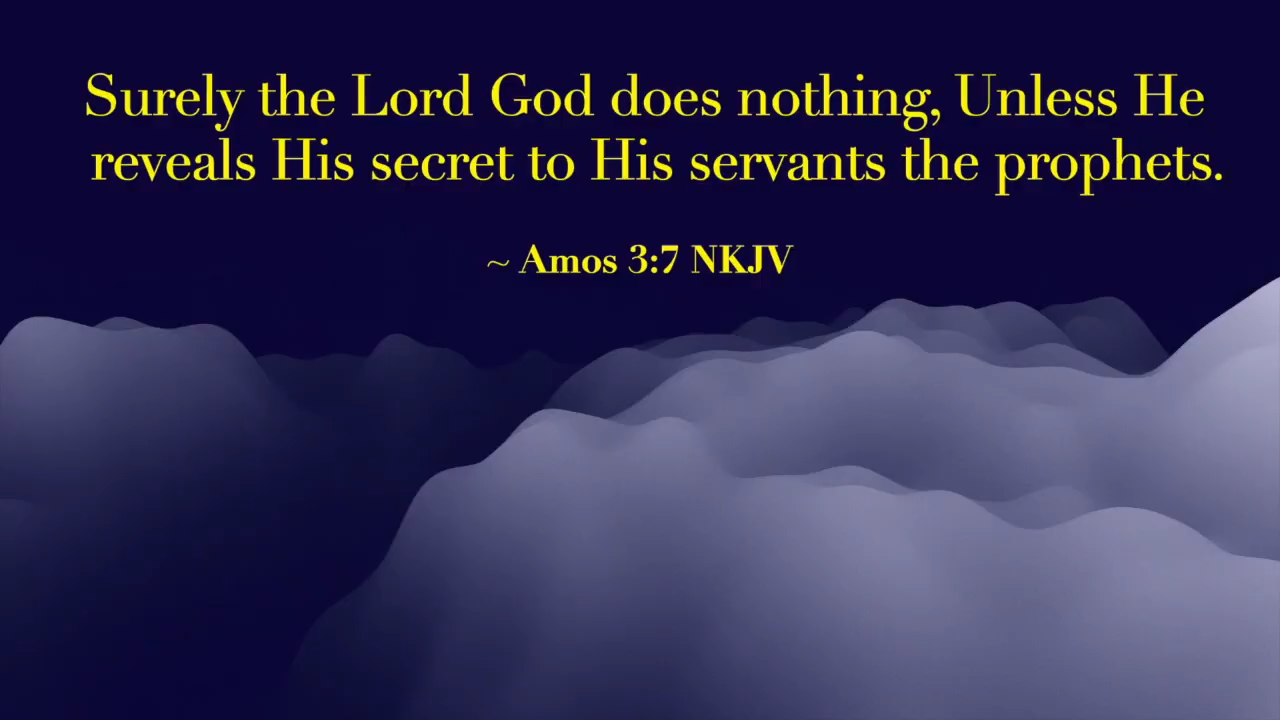 Surely the Lord God does nothing, Unless He
reveals His secret to His servants the prophets.
~ Amos 3:7 NKJV